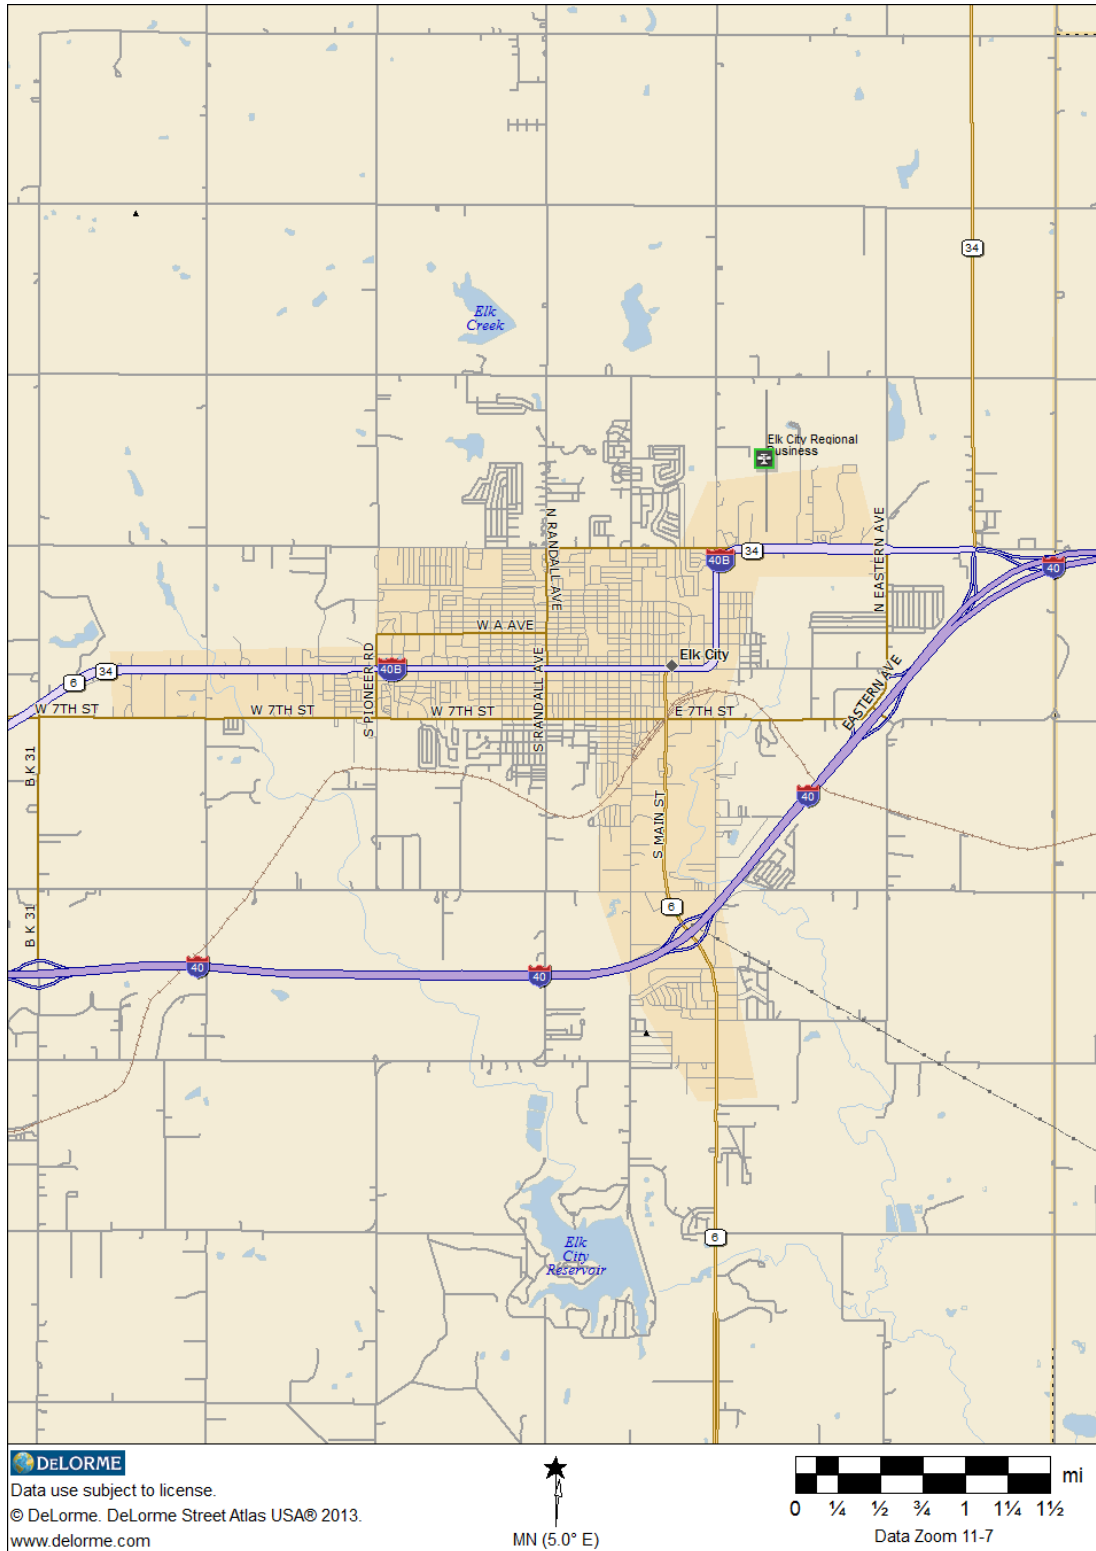 34
Elk
Creek
Elk City Regional
Business
N RANDALL AVE
N EASTERN AVE
40B
34
40
W A AVE
S PIONEER RD
S RANDALL AVE
Elk City
6
34
40B
EASTERN AVE
W 7TH ST
W 7TH ST
W 7TH ST
E 7TH ST
B K 31
40
S MAIN ST
B K 31
6
40
40
Elk
City
Reservoir
6
DELORME
Data use subject to license.
© DeLorme. DeLorme Street Atlas USA® 2013.
www.delorme.com
MN (5.0° E)
mi
0 ¼ ½ ¾ 1 1¼ 1½
Data Zoom 11-7